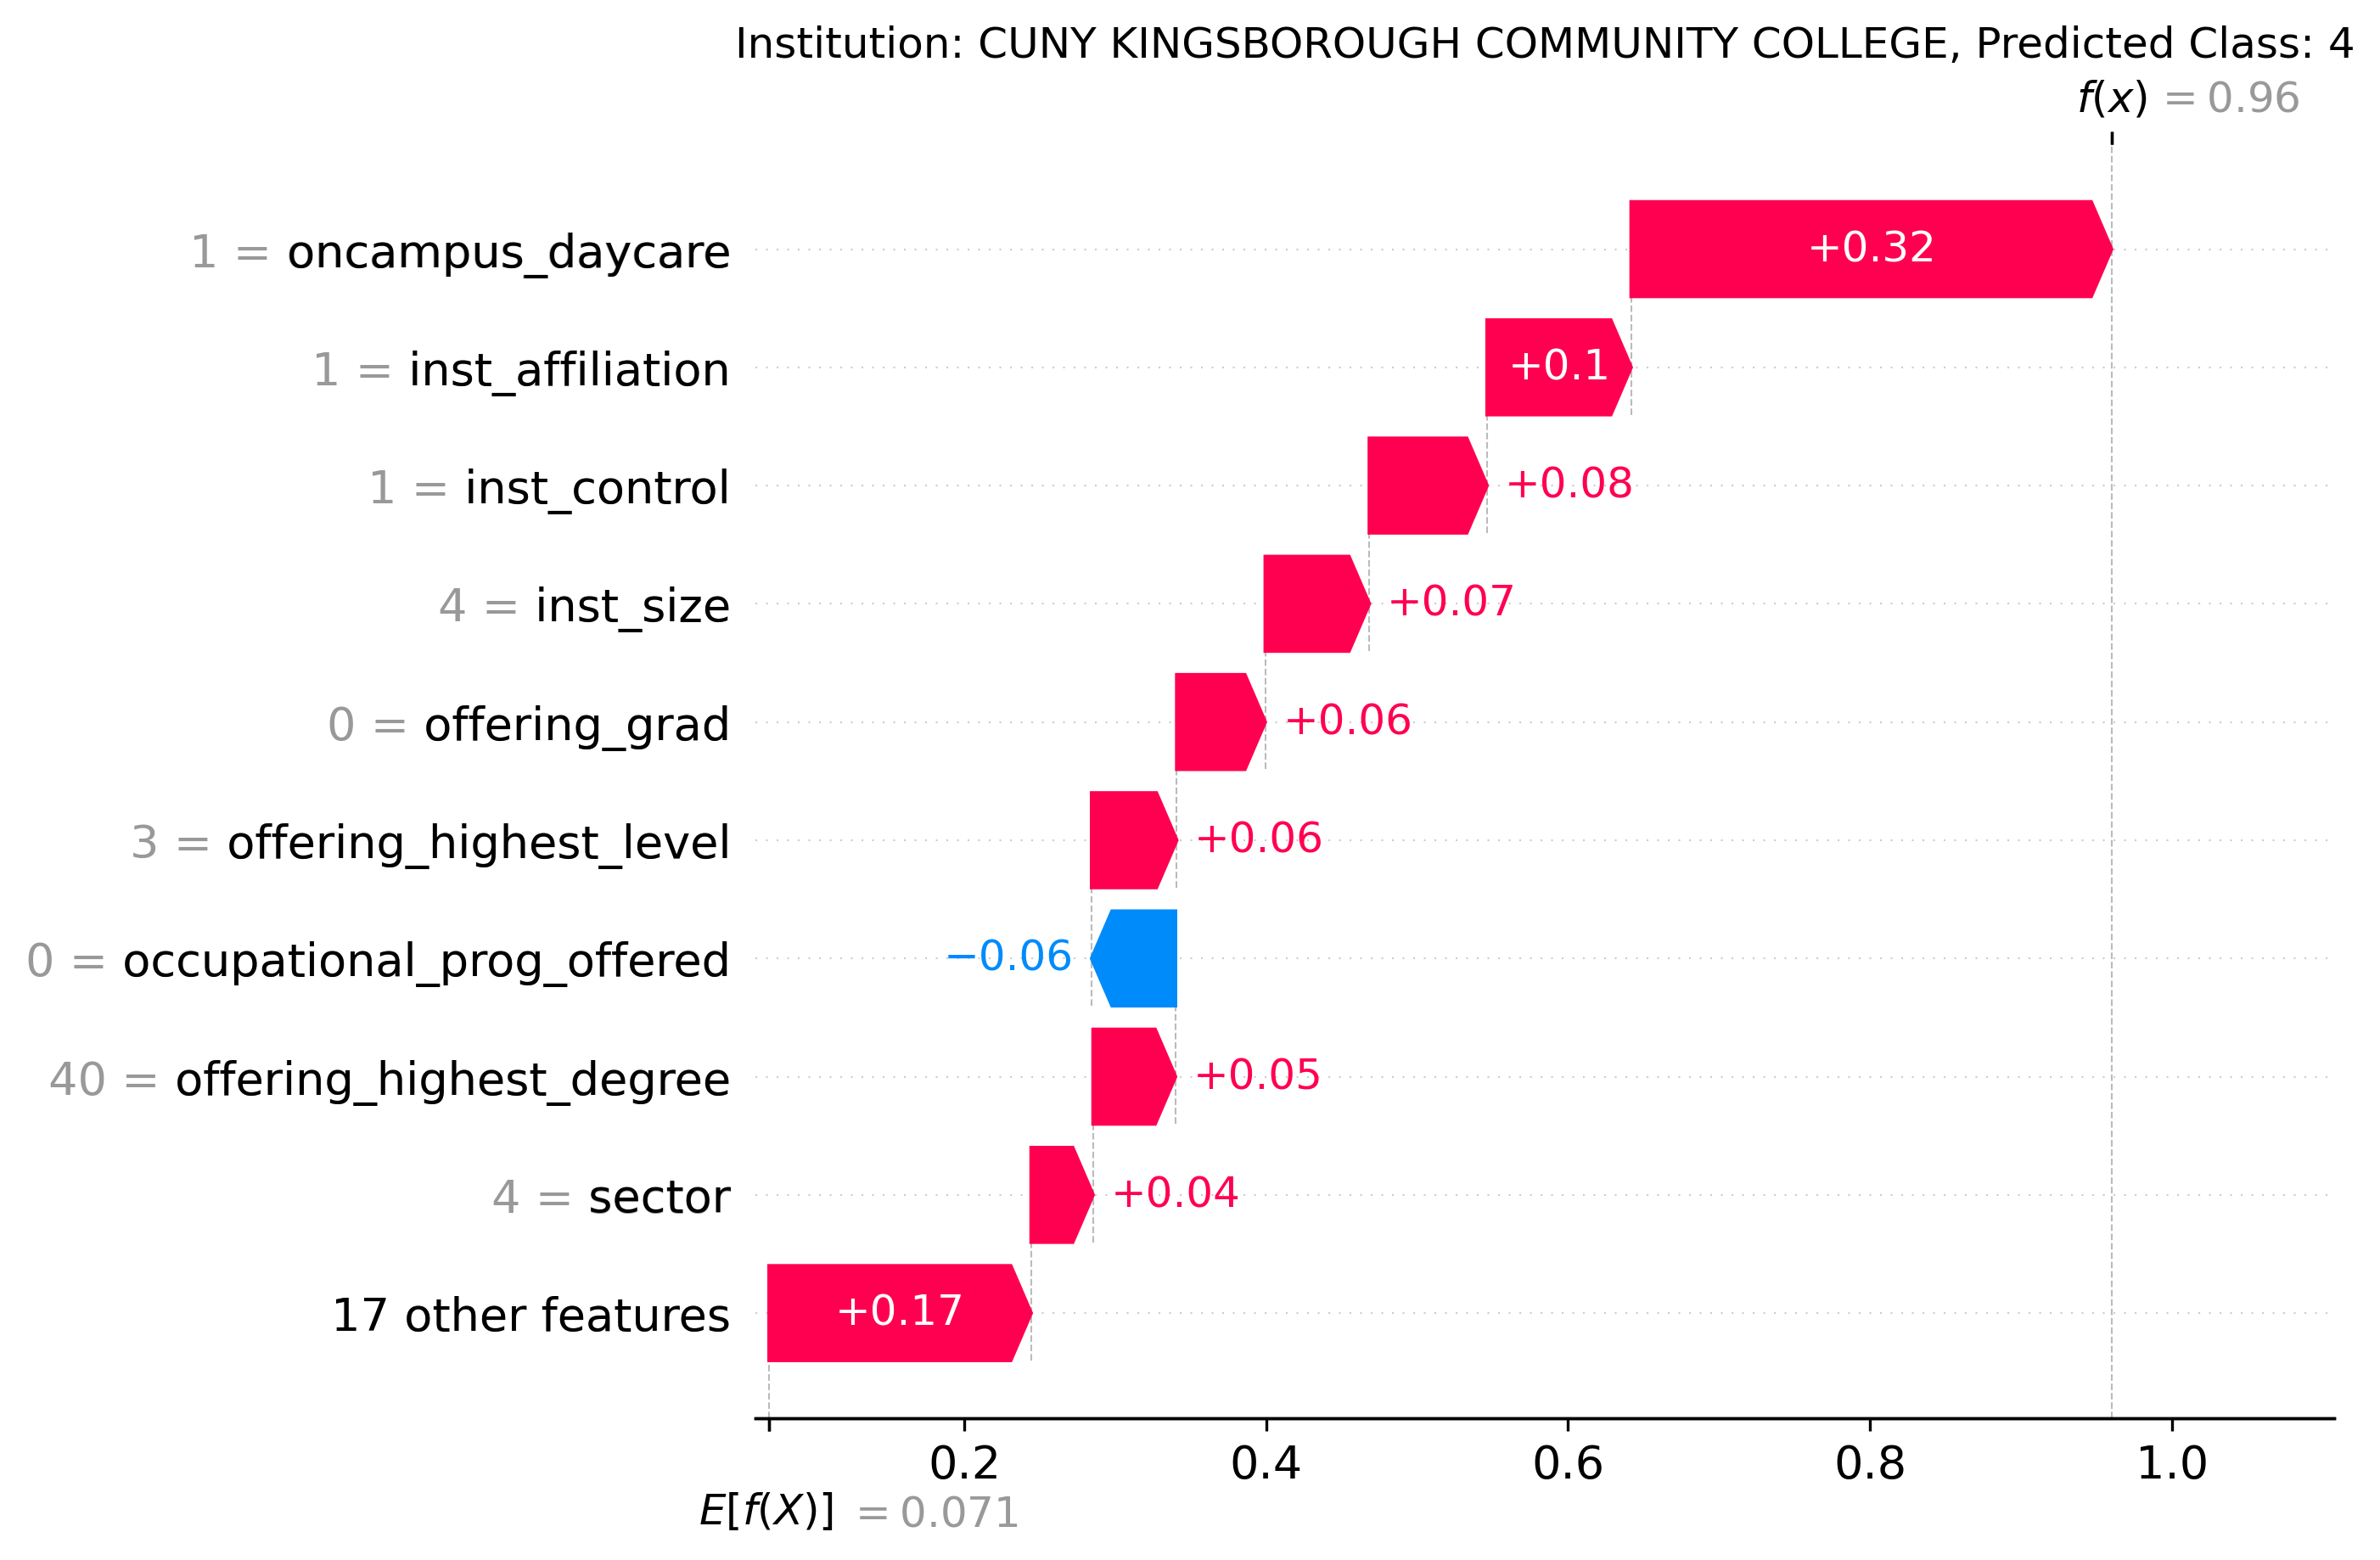 Institution: CUNY KINGSBOROUGH COMMUNITY COLLEGE, Predicted Class: 4
f(x) = 0.96
1 = oncampus_daycare +0.32
1 = inst_affiliation +0.1
1 = inst_control +0.08
4 = inst_size +0.07
0 = offering_grad +0.06
3 = offering_highest_level +0.06
0 = occupational_prog_offered −0.06
40 = offering_highest_degree +0.05
4 = sector +0.04
17 other features +0.17
0.2 0.4 0.6 0.8 1.0
E[f(X)] = 0.071